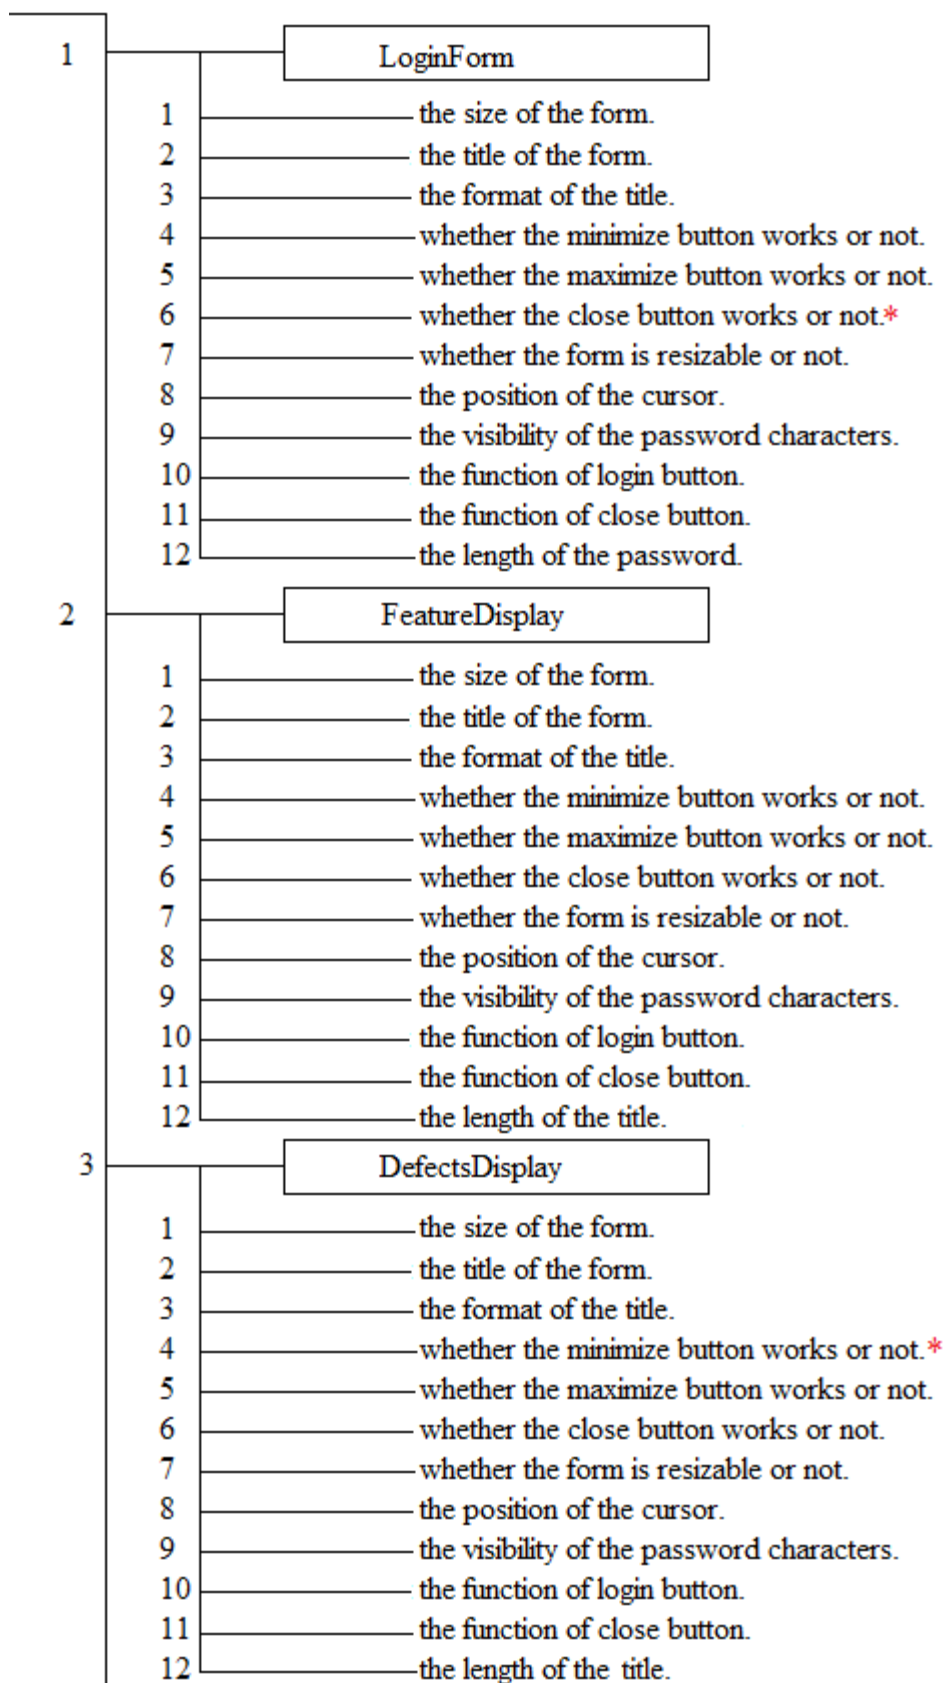 1 LoginForm
1 the size of the form.
2 the title of the form.
3 the format of the title.
4 whether the minimize button works or not.
5 whether the maximize button works or not.
6 whether the close button works or not.*
7 whether the form is resizable or not.
8 the position of the cursor.
9 the visibility of the password characters.
10 the function of login button.
11 the function of close button.
12 the length of the password.
2 FeatureDisplay
1 the size of the form.
2 the title of the form.
3 the format of the title.
4 whether the minimize button works or not.
5 whether the maximize button works or not.
6 whether the close button works or not.
7 whether the form is resizable or not.
8 the position of the cursor.
9 the visibility of the password characters.
10 the function of login button.
11 the function of close button.
12 the length of the title.
3 DefectsDisplay
1 the size of the form.
2 the title of the form.
3 the format of the title.
4 whether the minimize button works or not.*
5 whether the maximize button works or not.
6 whether the close button works or not.
7 whether the form is resizable or not.
8 the position of the cursor.
9 the visibility of the password characters.
10 the function of login button.
11 the function of close button.
12 the length of the title.